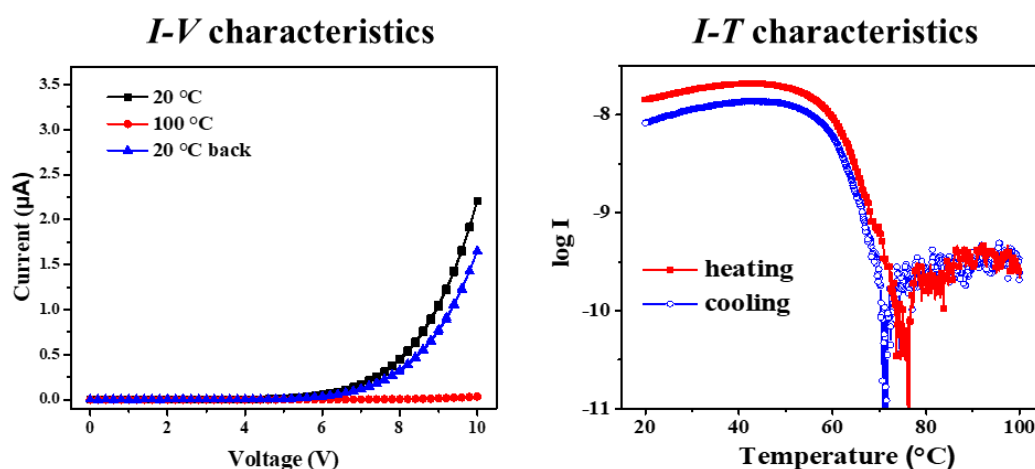 I-V characteristics
I-T characteristics
3.5
3.0
2.5
2.0
1.5
1.0
0.5
0.0
Current (µA)
20 °C
100 °C
20 °C back
0 2 4 6 8 10
Voltage (V)
-8
-9
-10
-11
log I
heating
cooling
20 40 60 80 100
Temperature (°C)